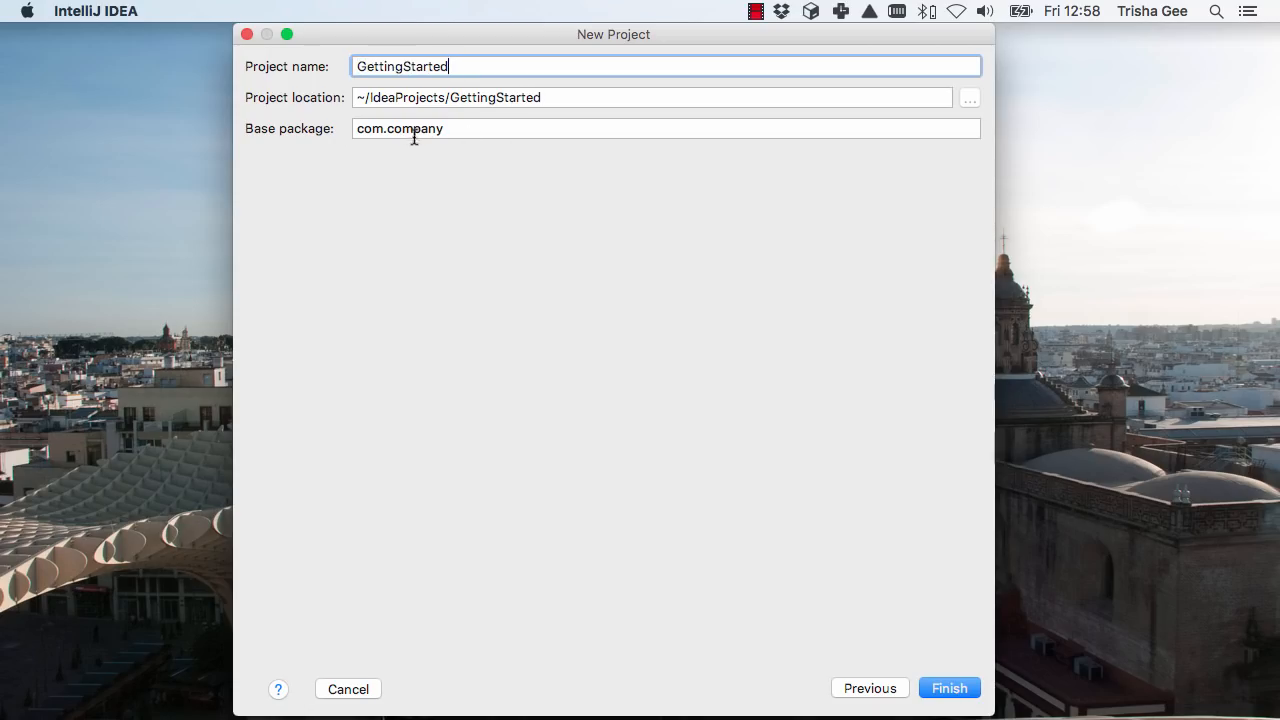 IntelliJ IDEA Fri 12:58 Trisha Gee
New Project
Project name: GettingStarted
Project location: ~/IdeaProjects/GettingStarted ...
Base package: com.company
? Cancel Previous Finish